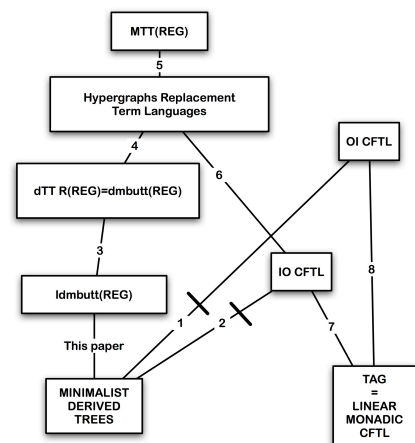 MTT(REG)
5
Hypergraphs Replacement
Term Languages
4
6
OI CFTL
dTT R(REG)=dmbutt(REG)
3
IO CFTL
8
ldmbutt(REG)
1
2
7
This paper
MINIMALIST
DERIVED
TREES
TAG
=
LINEAR
MONADIC
CFTL